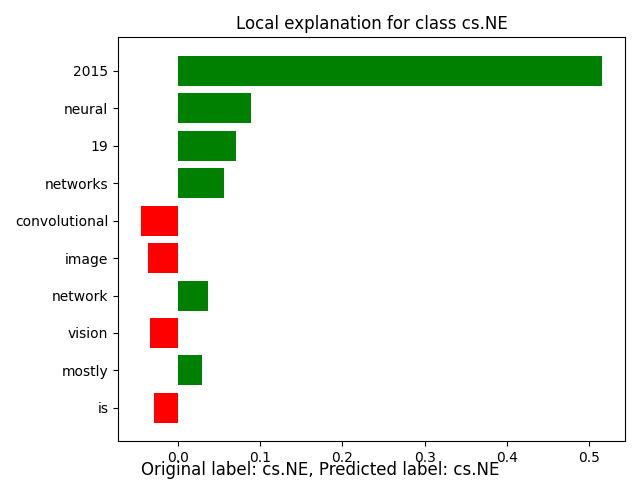 Local explanation for class cs.NE
2015
neural
19
networks
convolutional
image
network
vision
mostly
is
0.0 0.1 0.2 0.3 0.4 0.5
Original label: cs.NE, Predicted label: cs.NE